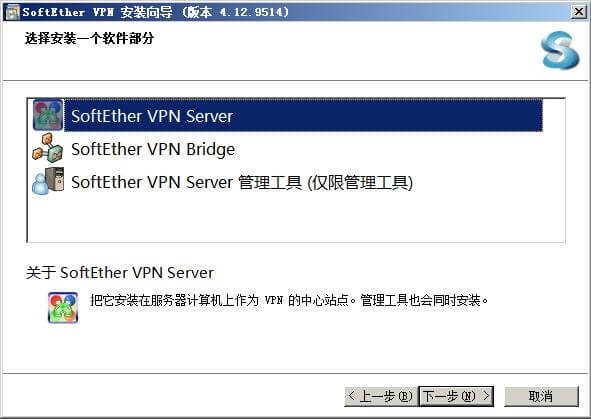 SoftEther VPN 安装向导 (版本 4.12.9514)
选择安装一个软件部分
SoftEther VPN Server
SoftEther VPN Bridge
SoftEther VPN Server 管理工具 (仅限管理工具)
关于 SoftEther VPN Server
把它安装在服务器计算机上作为 VPN 的中心站点。管理工具也会同时安装。
< 上一步(B) 下一步(N) > 取消